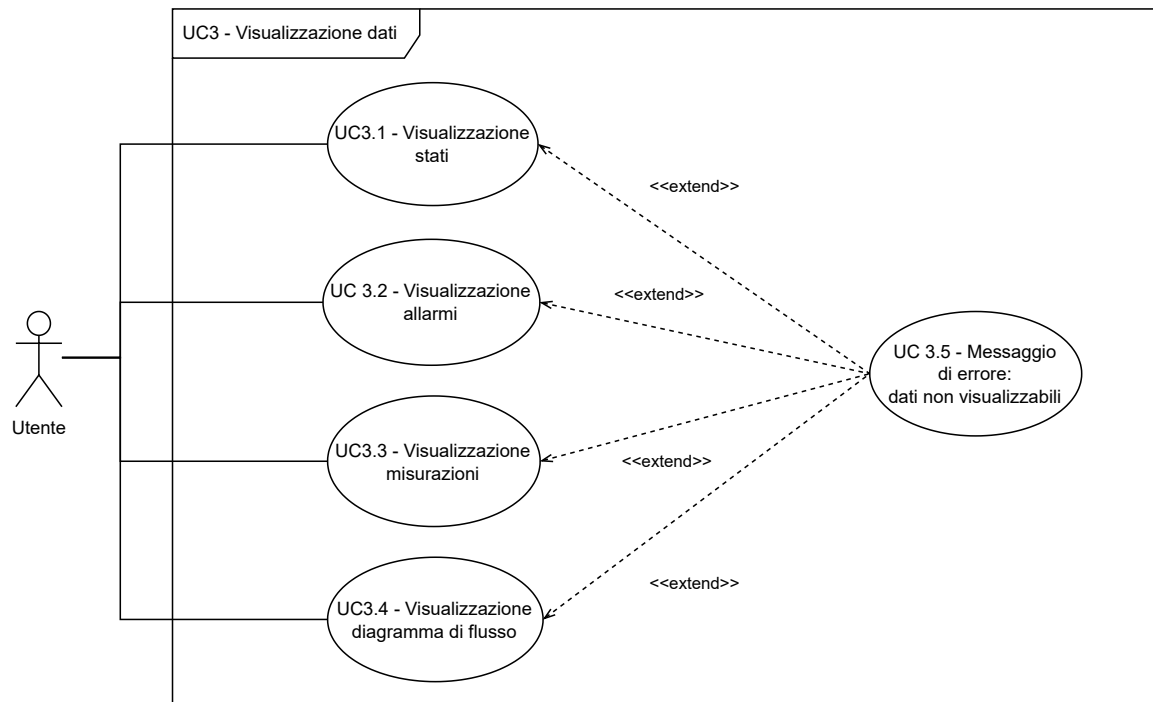 UC3 - Visualizzazione dati
UC3.1 - Visualizzazione
stati
<<extend>>
UC 3.2 - Visualizzazione
allarmi
<<extend>>
UC 3.5 - Messaggio
di errore:
dati non visualizzabili
Utente
UC3.3 - Visualizzazione
misurazioni
<<extend>>
UC3.4 - Visualizzazione
diagramma di flusso
<<extend>>